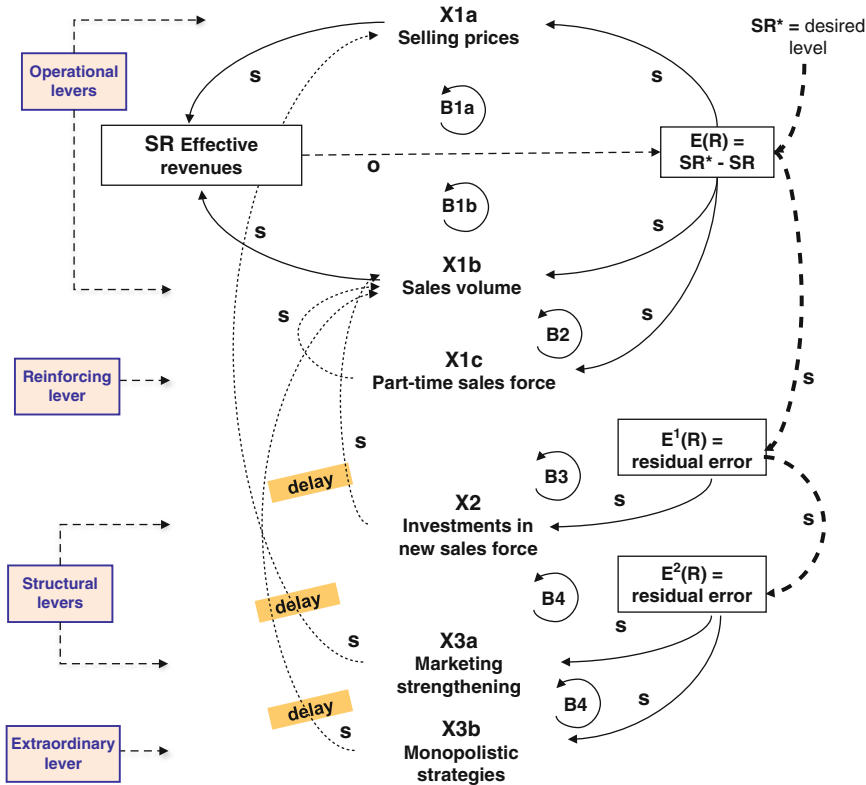 X1a
Selling prices
SR* = desired
level
Operational
levers
s
s
B1a
SR Effective
revenues
o
E(R) =
SR* - SR
B1b
s
s
X1b
Sales volume
s
s
B2
X1c
Part-time sales force
Reinforcing
lever
s
E¹(R) =
residual error
s
delay
B3
s
X2
Investments in
new sales force
s
Structural
levers
E²(R) =
residual error
delay
B4
s
s
X3a
Marketing
strengthening
B4
s
delay
s
X3b
Monopolistic
strategies
Extraordinary
lever